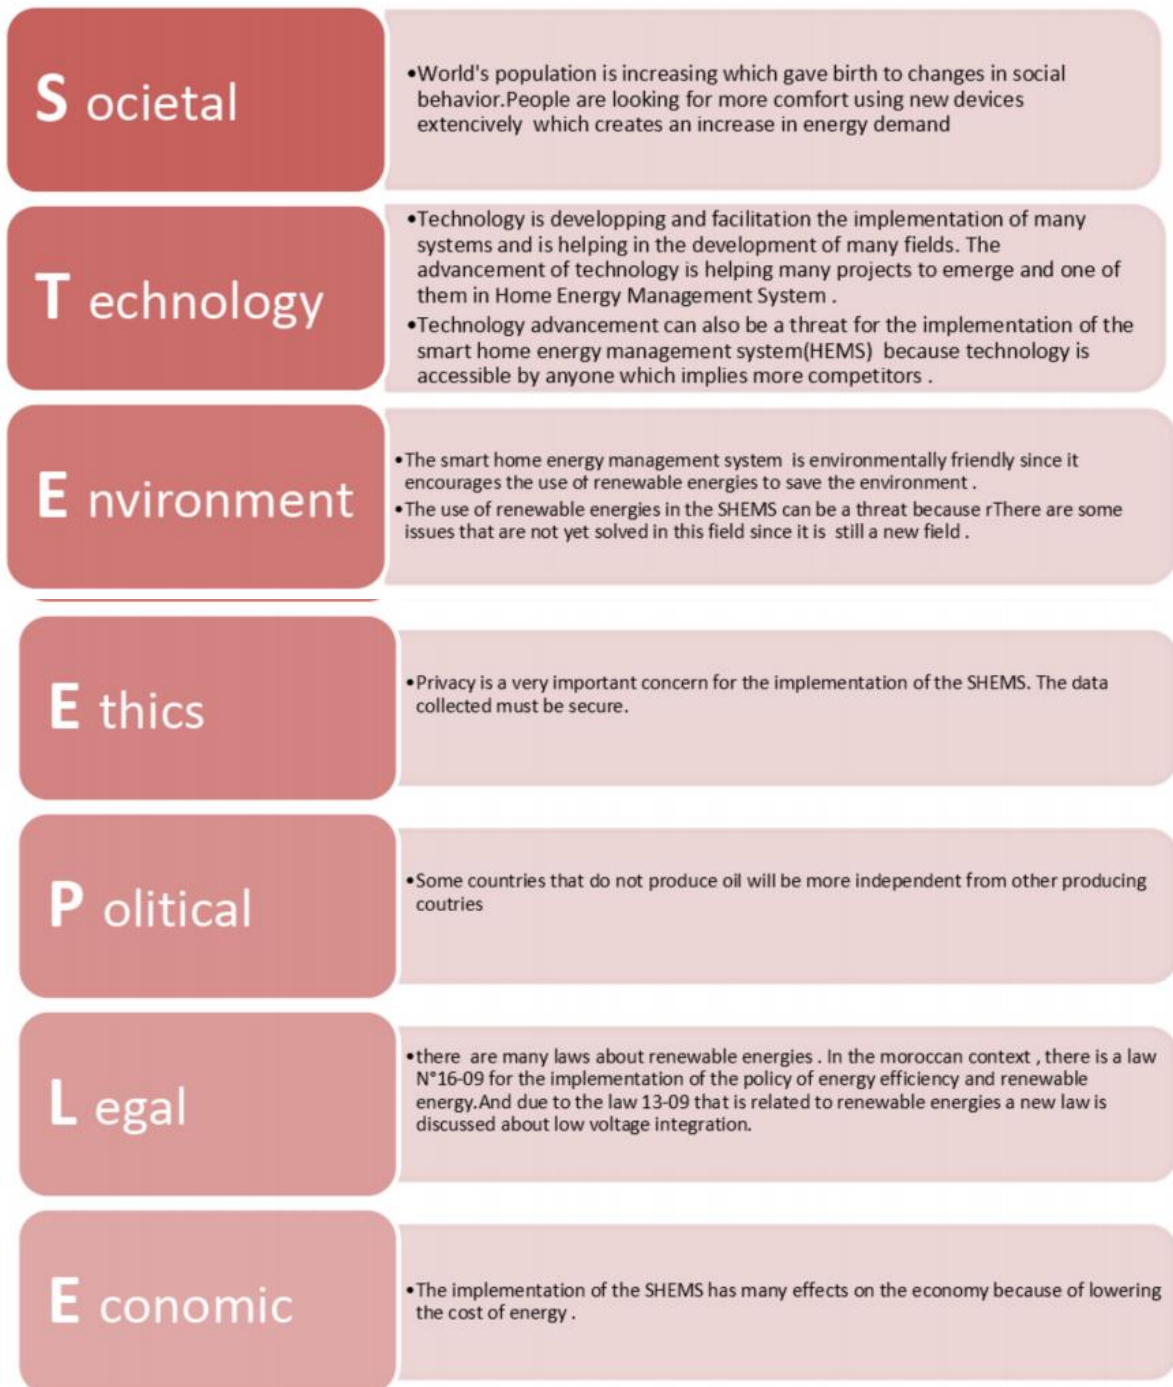 S ocietal
•World's population is increasing which gave birth to changes in social
behavior.People are looking for more comfort using new devices
extencively which creates an increase in energy demand
T echnology
•Technology is developping and facilitation the implementation of many
systems and is helping in the development of many fields. The
advancement of technology is helping many projects to emerge and one of
them in Home Energy Management System .
•Technology advancement can also be a threat for the implementation of the
smart home energy management system(HEMS) because technology is
accessible by anyone which implies more competitors .
E nvironment
•The smart home energy management system is environmentally friendly since it
encourages the use of renewable energies to save the environment .
•The use of renewable energies in the SHEMS can be a threat because rThere are some
issues that are not yet solved in this field since it is still a new field .
E thics
•Privacy is a very important concern for the implementation of the SHEMS. The data
collected must be secure.
P olitical
•Some countries that do not produce oil will be more independent from other producing
coutries
L egal
•there are many laws about renewable energies . In the moroccan context , there is a law
N°16-09 for the implementation of the policy of energy efficiency and renewable
energy.And due to the law 13-09 that is related to renewable energies a new law is
discussed about low voltage integration.
E conomic
•The implementation of the SHEMS has many effects on the economy because of lowering
the cost of energy .